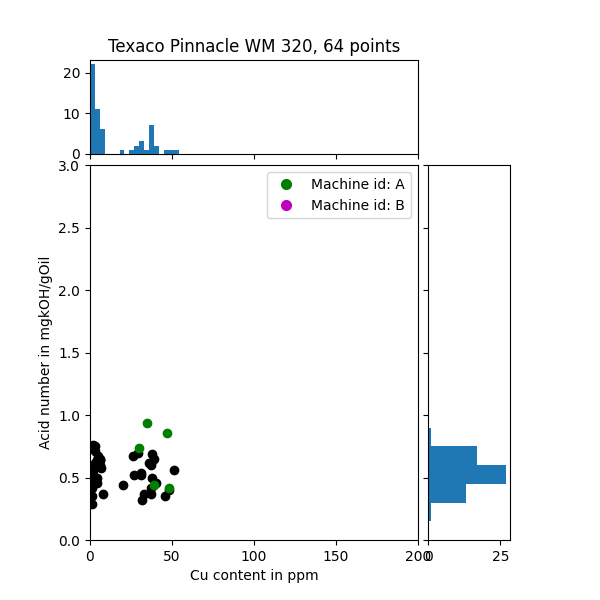 Texaco Pinnacle WM 320, 64 points
20
10
0
3.0
2.5
2.0
1.5
1.0
0.5
0.0
Acid number in mgkOH/gOil
Machine id: A
Machine id: B
0 50 100 150 200
0 25
Cu content in ppm